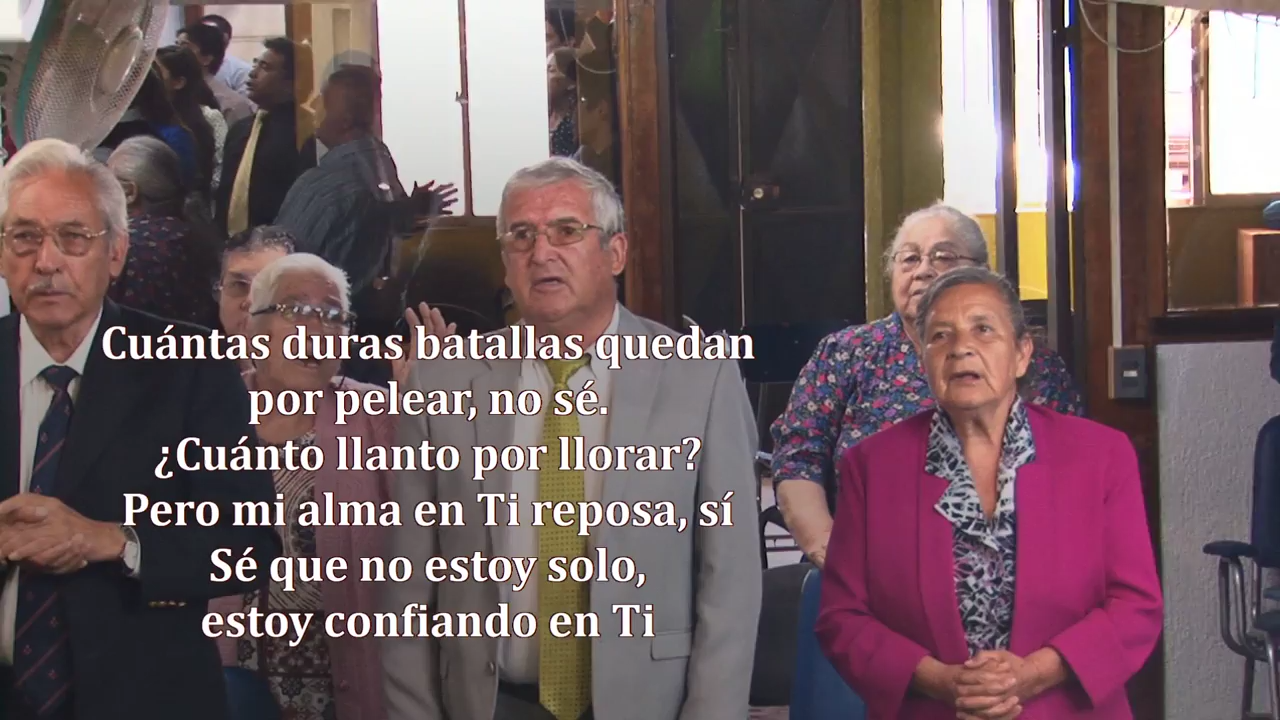 Cuántas duras batallas quedan
por pelear, no sé.
¿Cuánto llanto por llorar?
Pero mi alma en Ti reposa, sí
Sé que no estoy solo,
estoy confiando en Ti